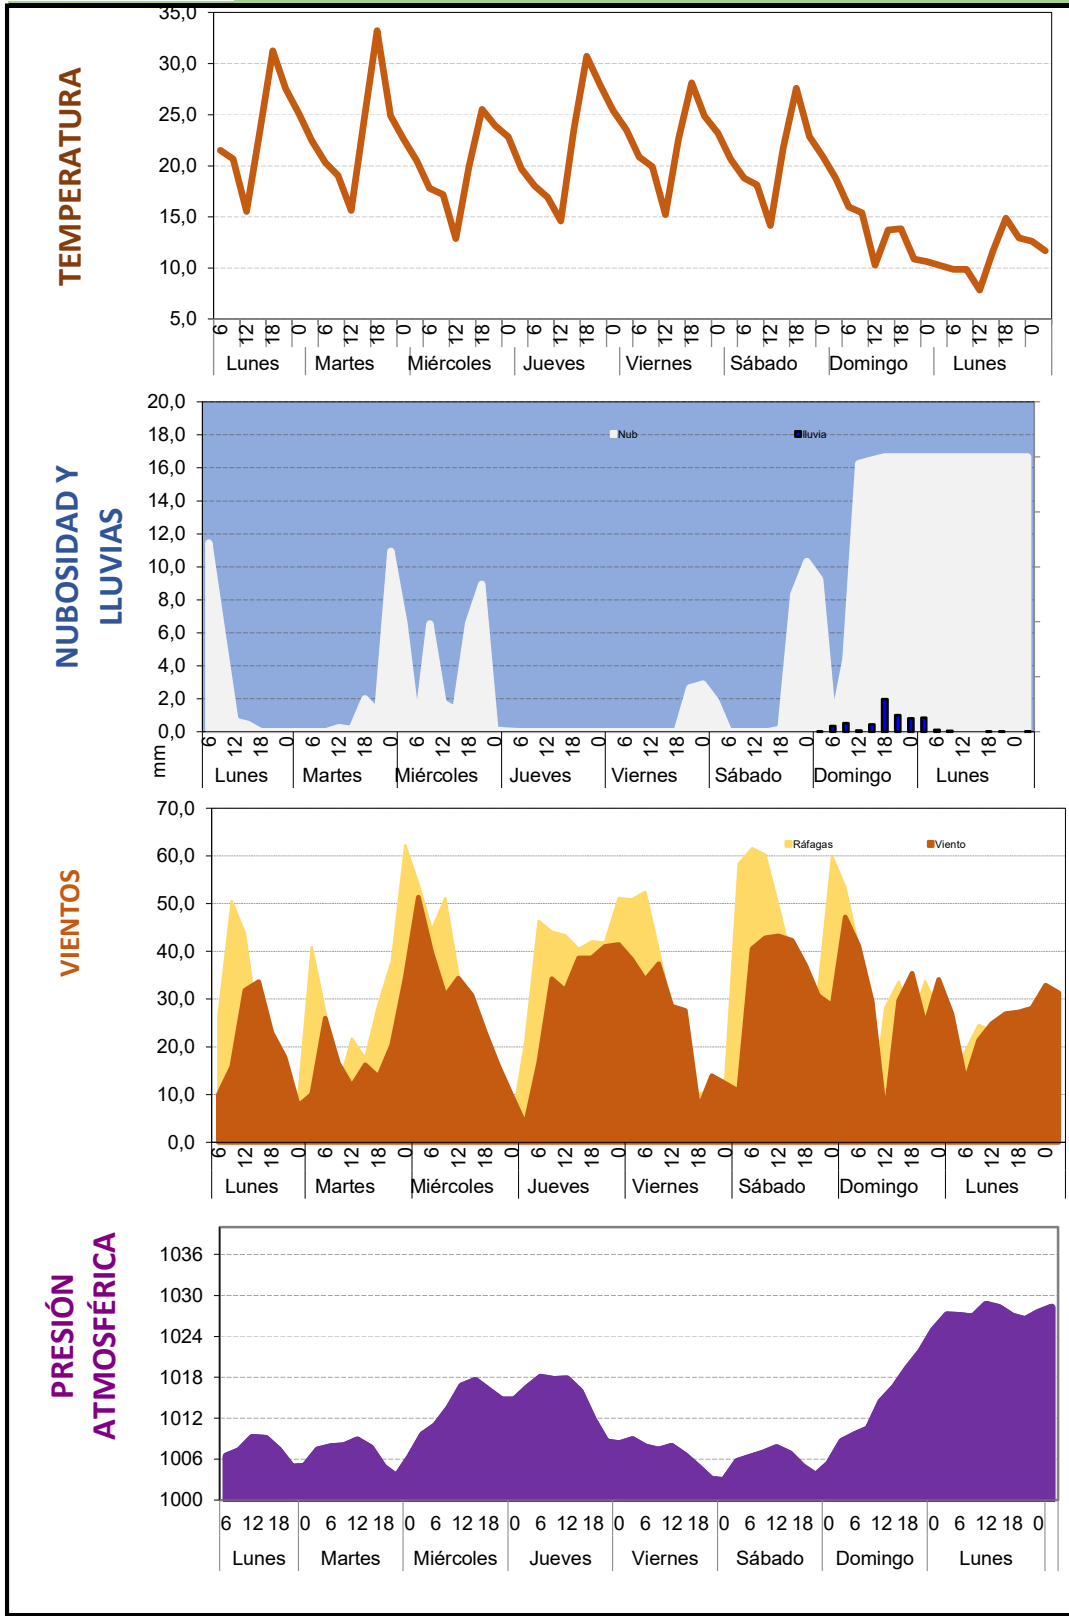 TEMPERATURA
35,0
30,0
25,0
20,0
15,0
10,0
5,0
6 12 18 0 6 12 18 0 6 12 18 0 6 12 18 0 6 12 18 0 6 12 18 0 6 12 18 0 6 12 18 0
Lunes Martes Miércoles Jueves Viernes Sábado Domingo Lunes
NUBOSIDAD Y
LLUVIAS
20,0
18,0
16,0
14,0
12,0
10,0
8,0
6,0
4,0
2,0
0,0
mm
Nub lluvia
6 12 18 0 6 12 18 0 6 12 18 0 6 12 18 0 6 12 18 0 6 12 18 0 6 12 18 0 6 12 18 0
Lunes Martes Miércoles Jueves Viernes Sábado Domingo Lunes
VIENTOS
70,0
60,0
50,0
40,0
30,0
20,0
10,0
0,0
Ráfagas Viento
6 12 18 0 6 12 18 0 6 12 18 0 6 12 18 0 6 12 18 0 6 12 18 0 6 12 18 0 6 12 18 0
Lunes Martes Miércoles Jueves Viernes Sábado Domingo Lunes
PRESIÓN
ATMOSFÉRICA
1036
1030
1024
1018
1012
1006
1000
6 12 18 0 6 12 18 0 6 12 18 0 6 12 18 0 6 12 18 0 6 12 18 0 6 12 18 0 6 12 18 0
Lunes Martes Miércoles Jueves Viernes Sábado Domingo Lunes